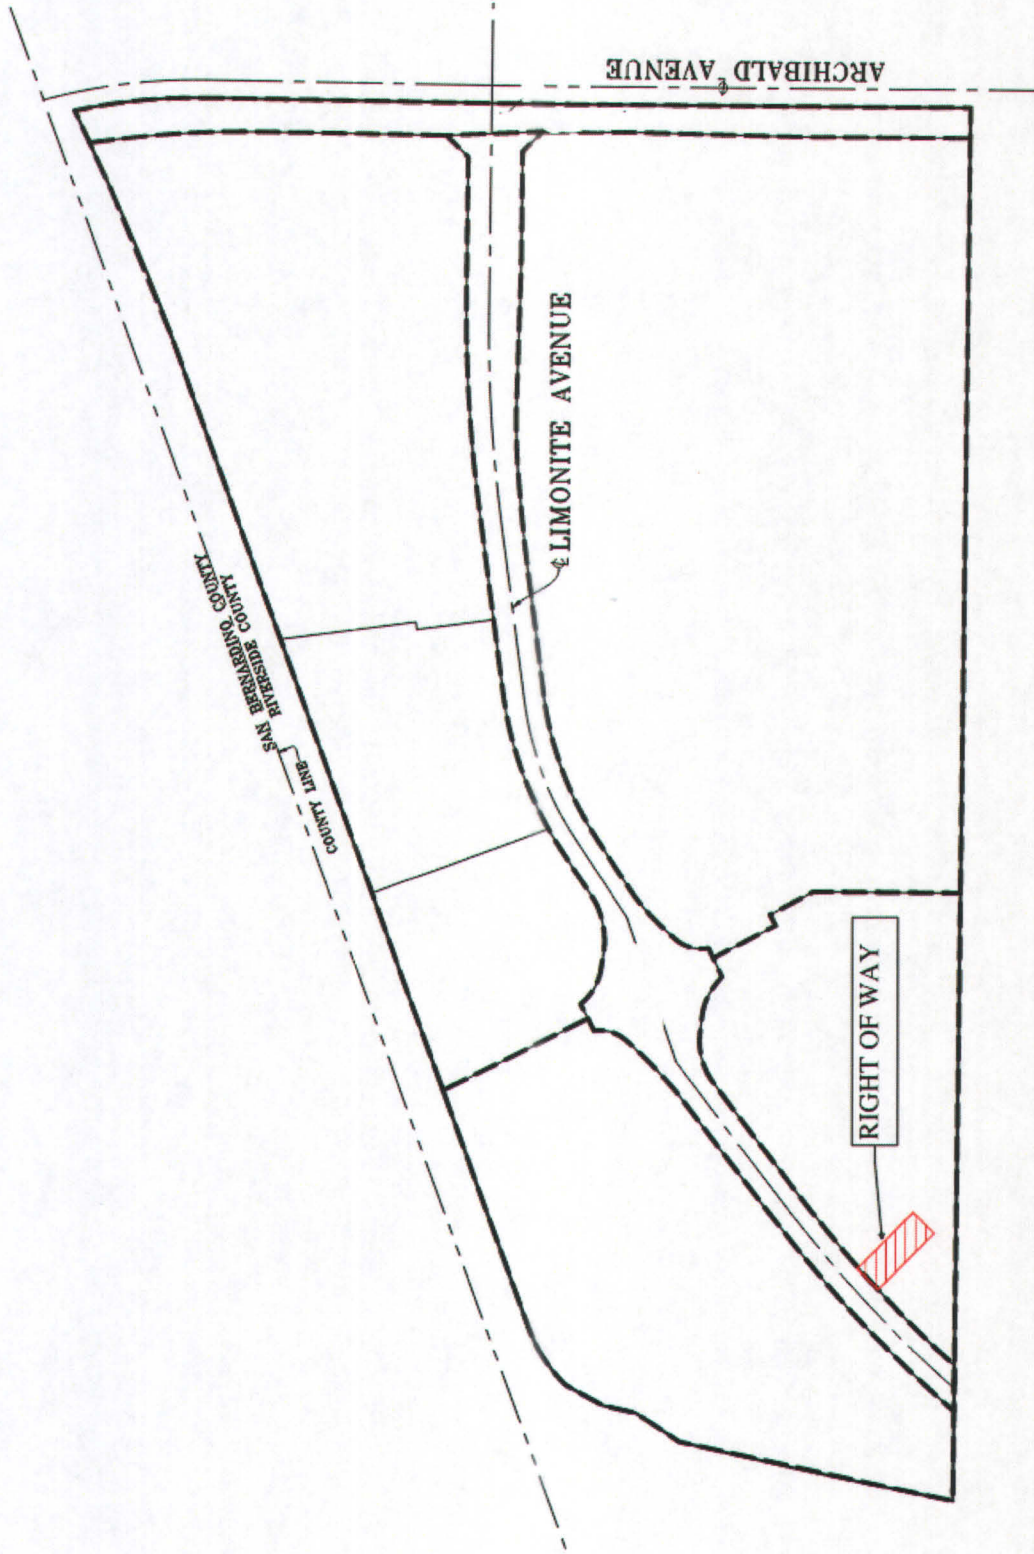 ARCHIBALD AVENUE
℄ LIMONITE AVENUE
SAN BERNARDINO COUNTY
RIVERSIDE COUNTY
COUNTY LINE
RIGHT OF WAY